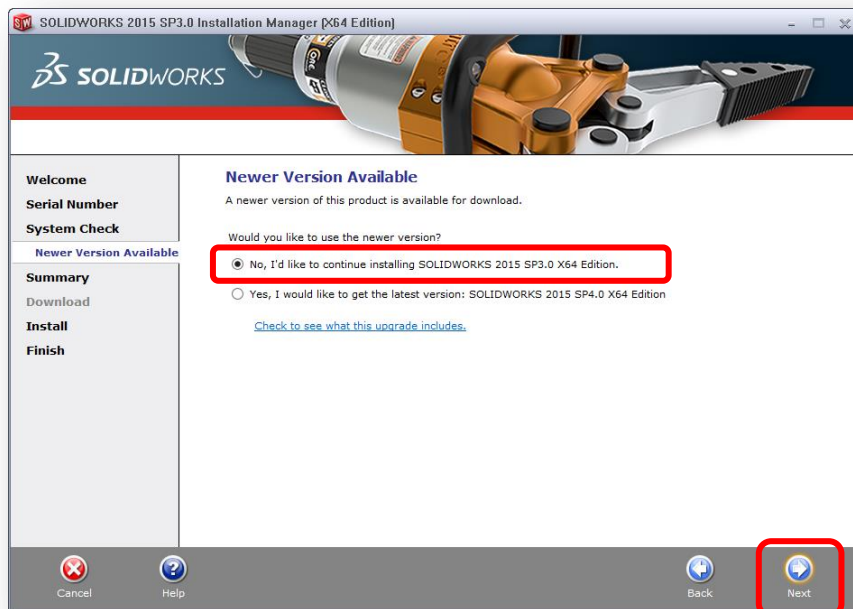 SOLIDWORKS 2015 SP3.0 Installation Manager (X64 Edition)
SOLIDWORKS
Welcome
Serial Number
System Check
Newer Version Available
Summary
Download
Install
Finish
Newer Version Available
A newer version of this product is available for download.
Would you like to use the newer version?
No, I'd like to continue installing SOLIDWORKS 2015 SP3.0 X64 Edition.
Yes, I would like to get the latest version: SOLIDWORKS 2015 SP4.0 X64 Edition
Check to see what this upgrade includes.
Cancel
Help
Back
Next